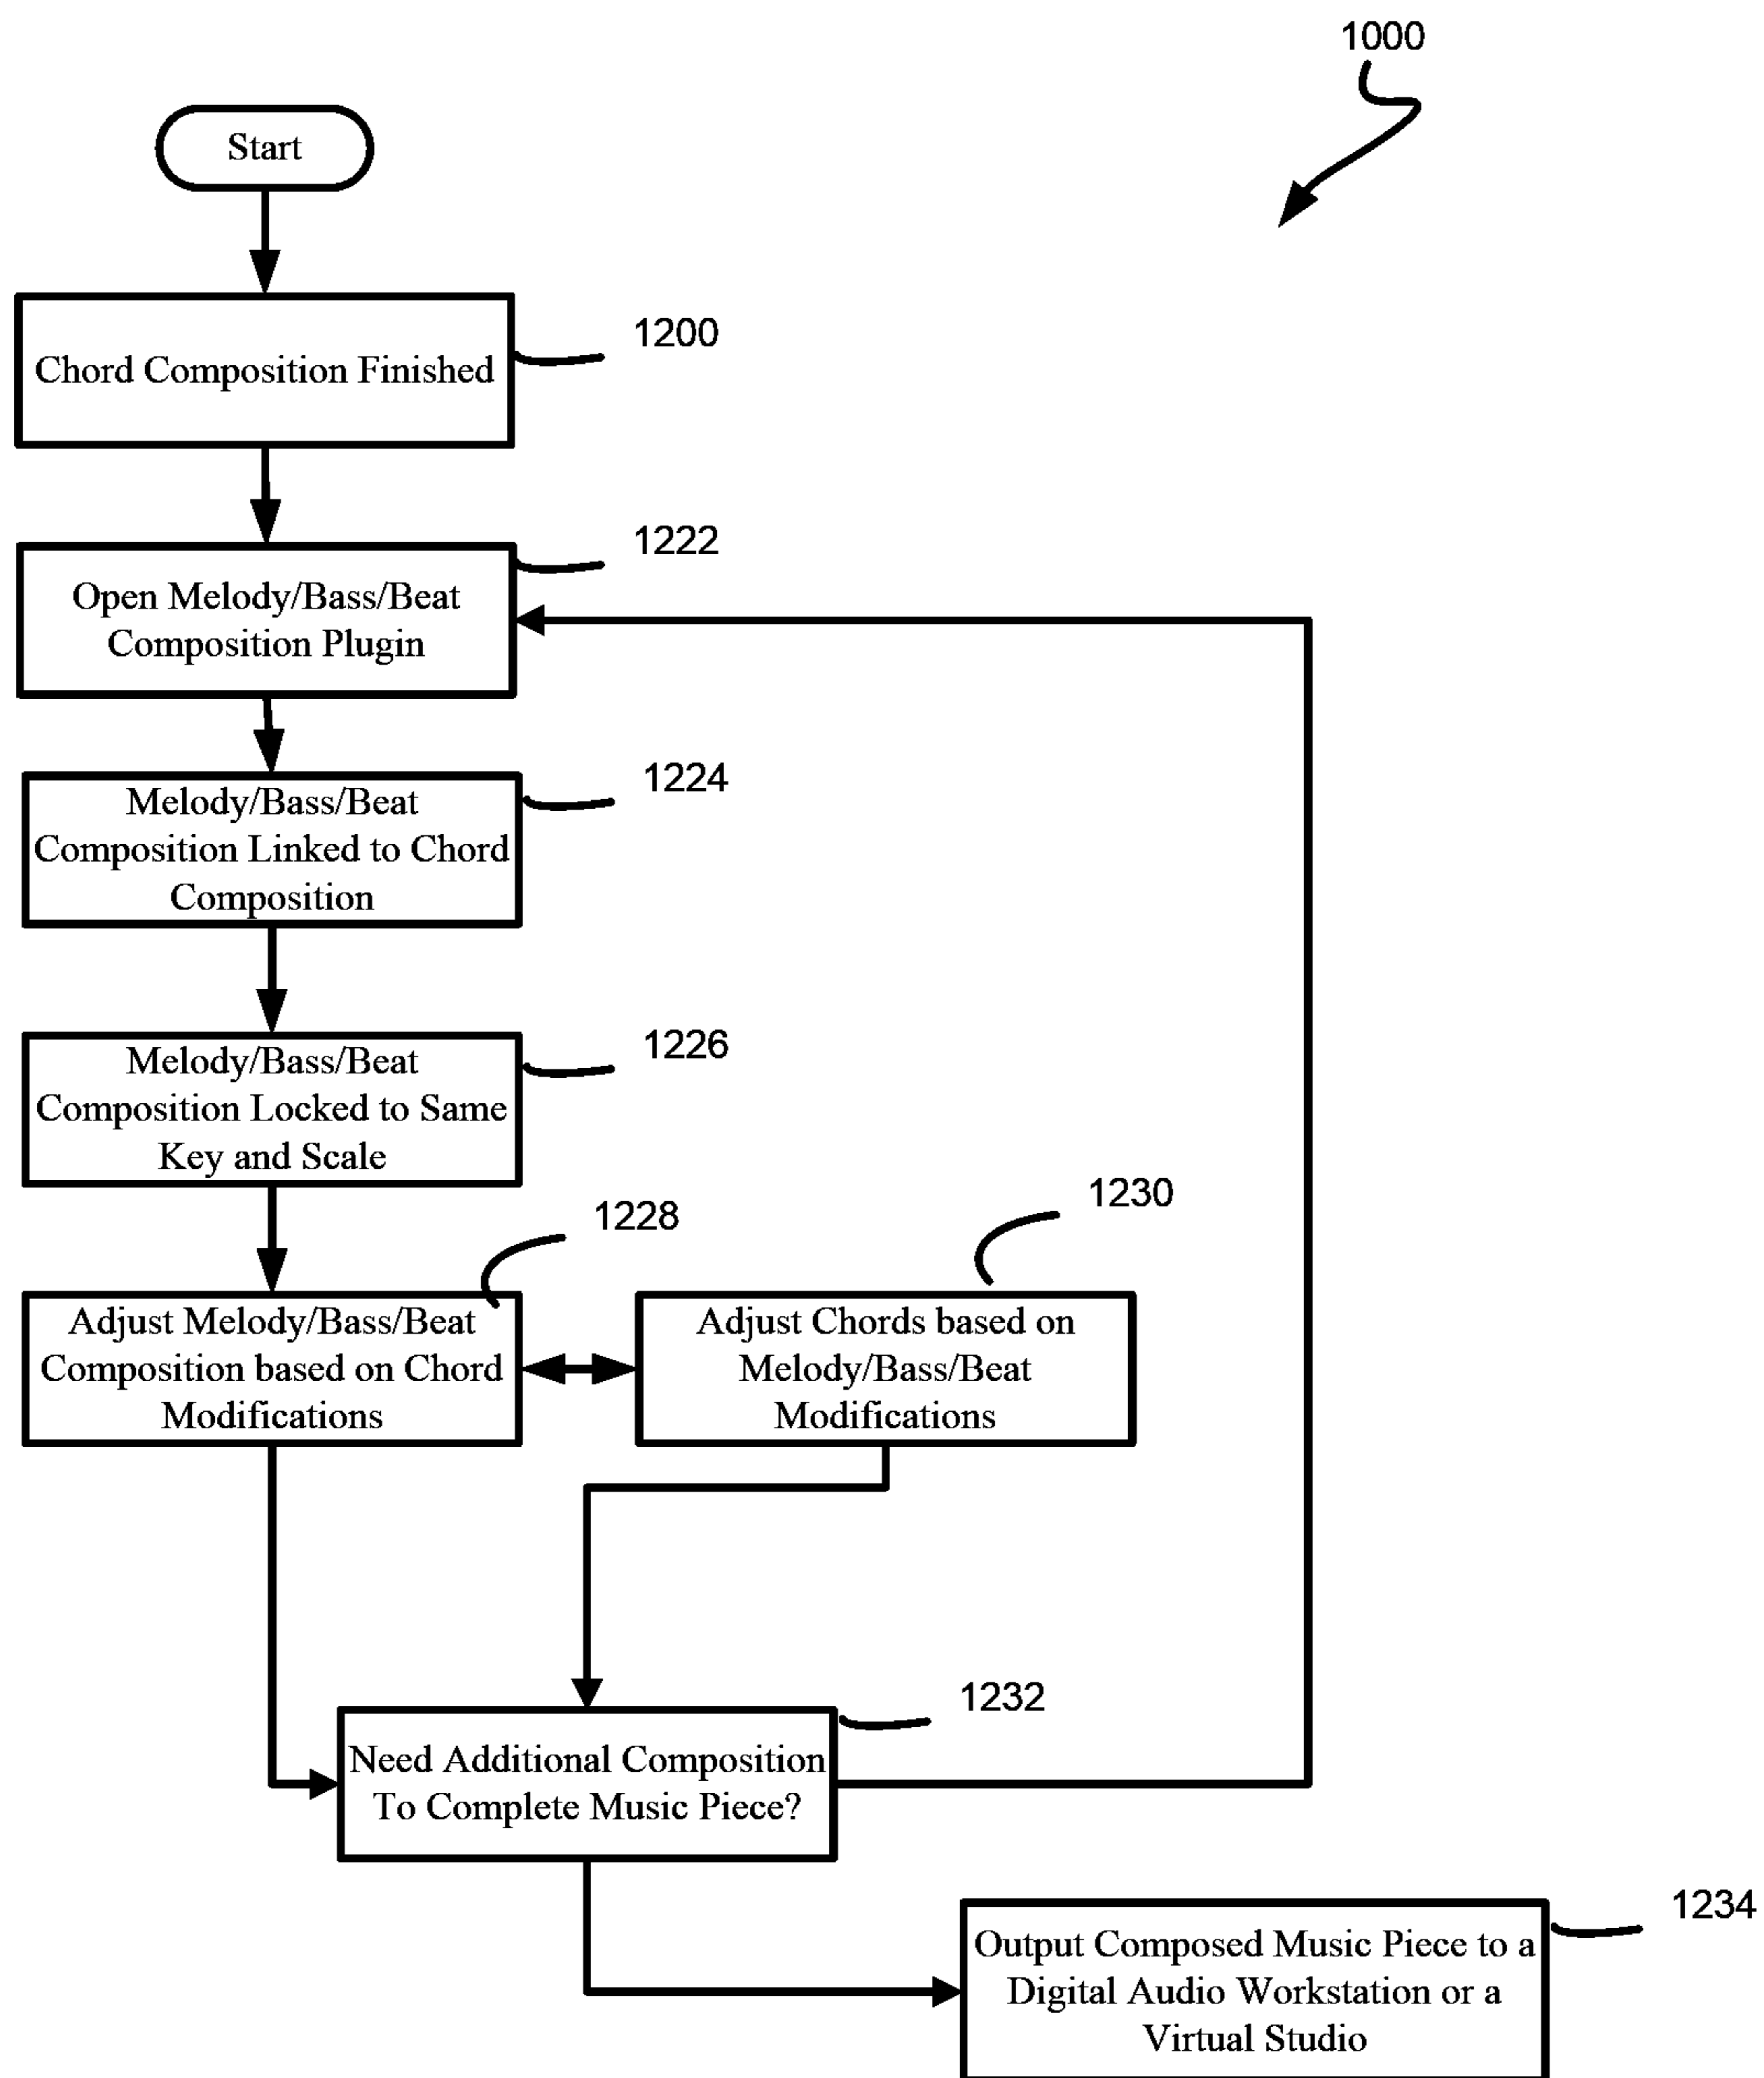 1000
Start
Chord Composition Finished
1200
Open Melody/Bass/Beat
Composition Plugin
1222
Melody/Bass/Beat
Composition Linked to Chord
Composition
1224
Melody/Bass/Beat
Composition Locked to Same
Key and Scale
1226
Adjust Melody/Bass/Beat
Composition based on Chord
Modifications
1228
Adjust Chords based on
Melody/Bass/Beat
Modifications
1230
Need Additional Composition
To Complete Music Piece?
1232
Output Composed Music Piece to a
Digital Audio Workstation or a
Virtual Studio
1234